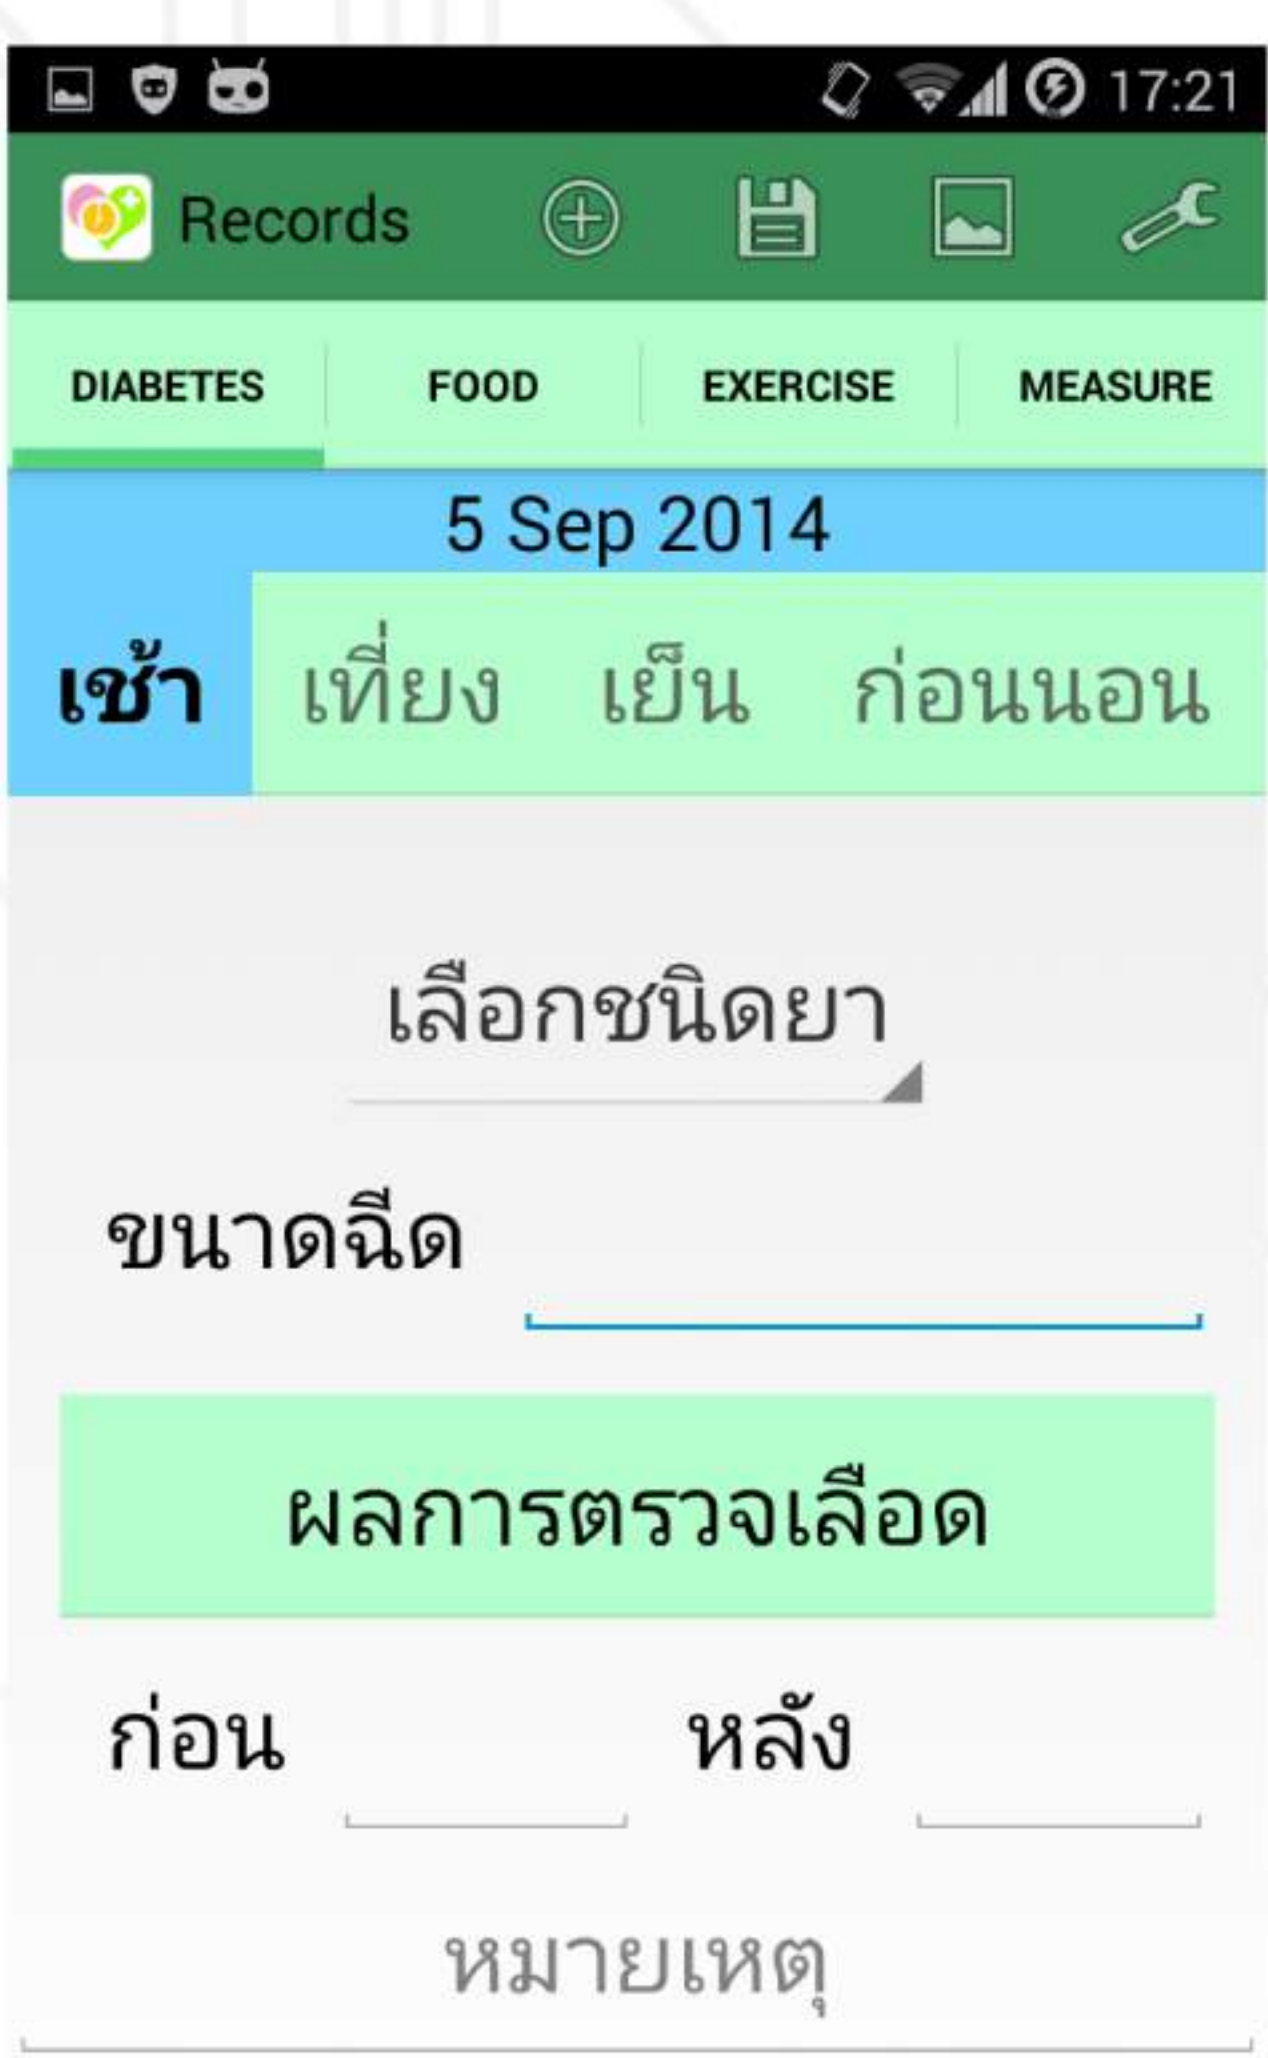 17:21
Records
DIABETES FOOD EXERCISE MEASURE
5 Sep 2014
เช้า เที่ยง เย็น ก่อนนอน
เลือกชนิดยา
ขนาดฉีด
ผลการตรวจเลือด
ก่อน หลัง
หมายเหตุ